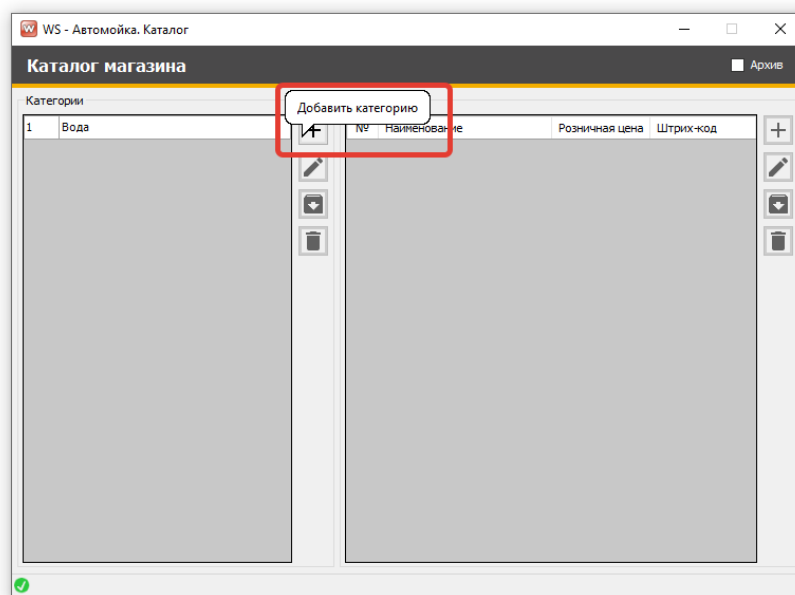 WS - Автомойка. Каталог
Каталог магазина
Архив
Категории
Добавить категорию
1 Вода
№ Наименование Розничная цена Штрих-код